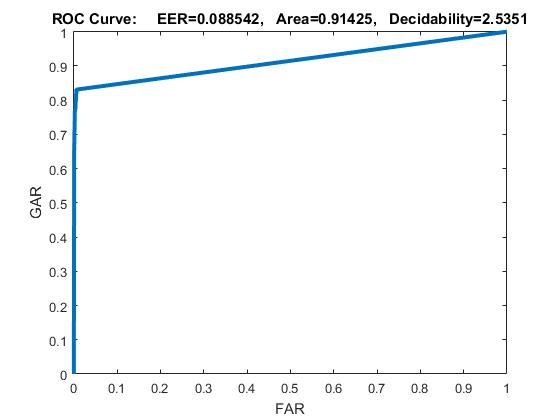 ROC Curve: EER=0.088542, Area=0.91425, Decidability=2.5351
1
0.9
0.8
0.7
0.6
0.5
0.4
0.3
0.2
0.1
0
GAR
0 0.1 0.2 0.3 0.4 0.5 0.6 0.7 0.8 0.9 1
FAR